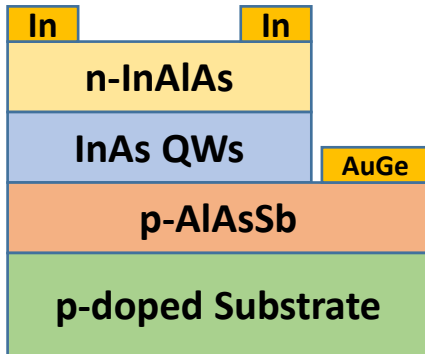 In In
n-InAlAs
InAs QWs
AuGe
p-AlAsSb
p-doped Substrate